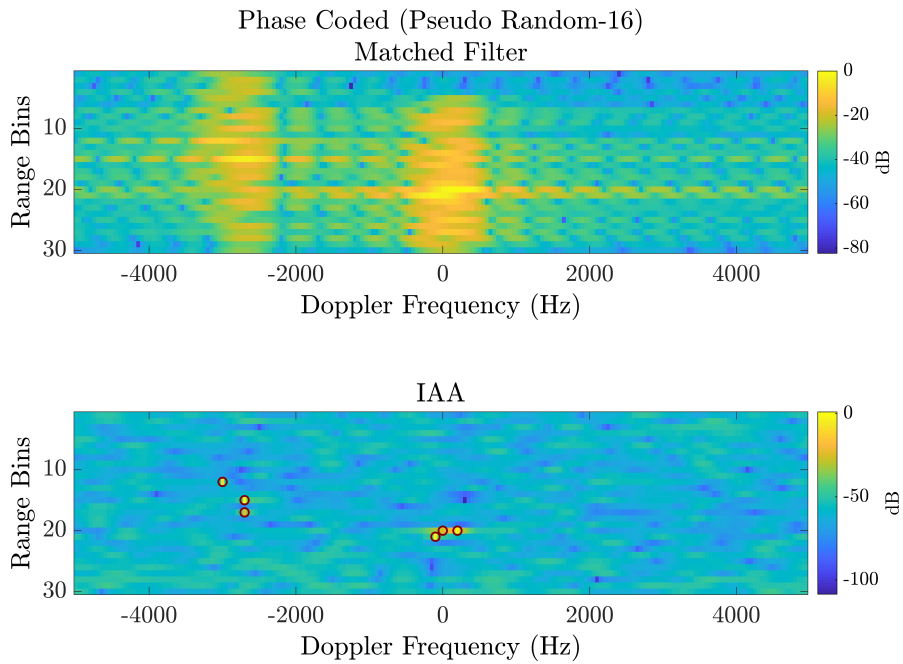 Phase Coded (Pseudo Random-16)
Matched Filter
Range Bins
10
20
30
-4000 -2000 0 2000 4000
Doppler Frequency (Hz)
0
-20
-40
-60
-80
dB
IAA
Range Bins
10
20
30
-4000 -2000 0 2000 4000
Doppler Frequency (Hz)
0
-50
-100
dB